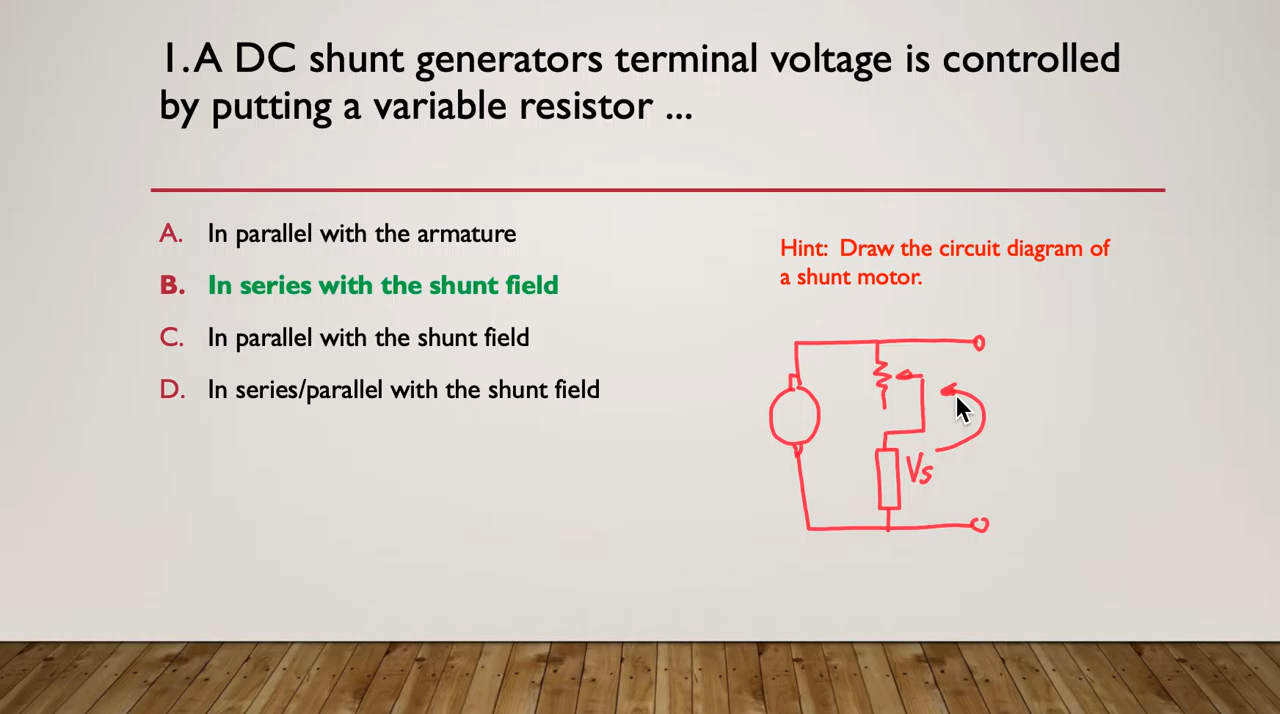 1.A DC shunt generators terminal voltage is controlled
by putting a variable resistor ...
A. In parallel with the armature
B. In series with the shunt field
C. In parallel with the shunt field
D. In series/parallel with the shunt field
Hint: Draw the circuit diagram of
a shunt motor.
Vs